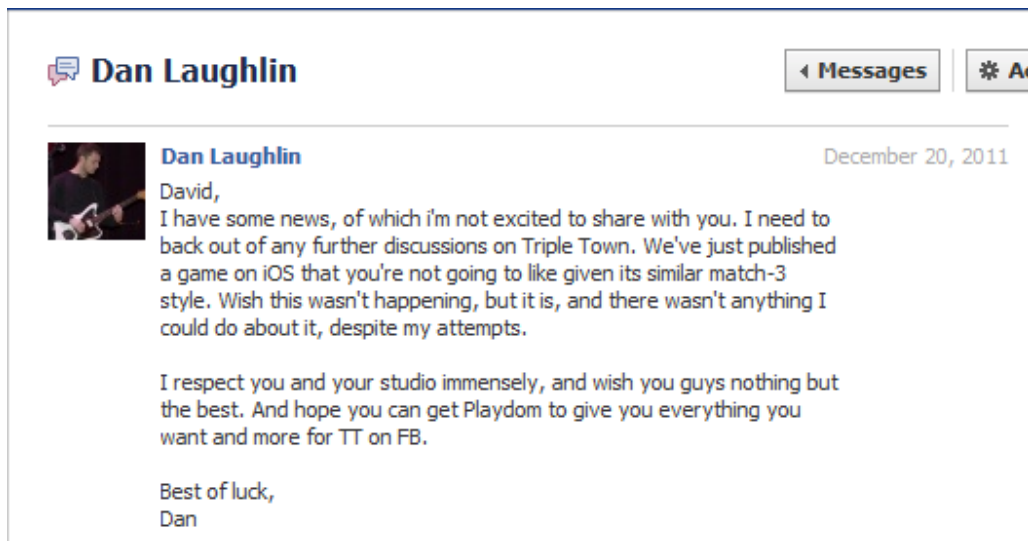 Dan Laughlin
Messages
Dan Laughlin
December 20, 2011
David,
I have some news, of which i'm not excited to share with you. I need to
back out of any further discussions on Triple Town. We've just published
a game on iOS that you're not going to like given its similar match-3
style. Wish this wasn't happening, but it is, and there wasn't anything I
could do about it, despite my attempts.
I respect you and your studio immensely, and wish you guys nothing but
the best. And hope you can get Playdom to give you everything you
want and more for TT on FB.
Best of luck,
Dan